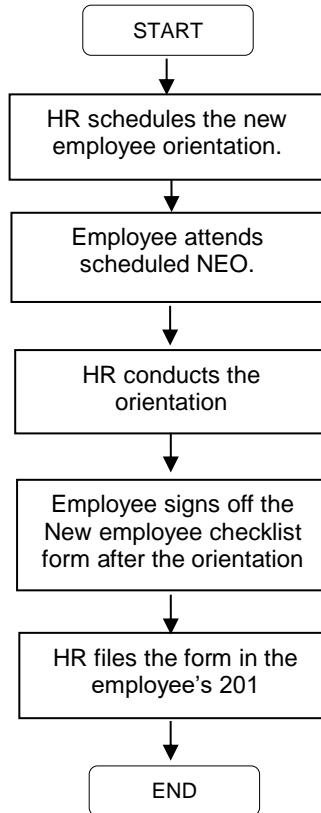 START
HR schedules the new
employee orientation.
Employee attends
scheduled NEO.
HR conducts the
orientation
Employee signs off the
New employee checklist
form after the orientation
HR files the form in the
employee’s 201
END